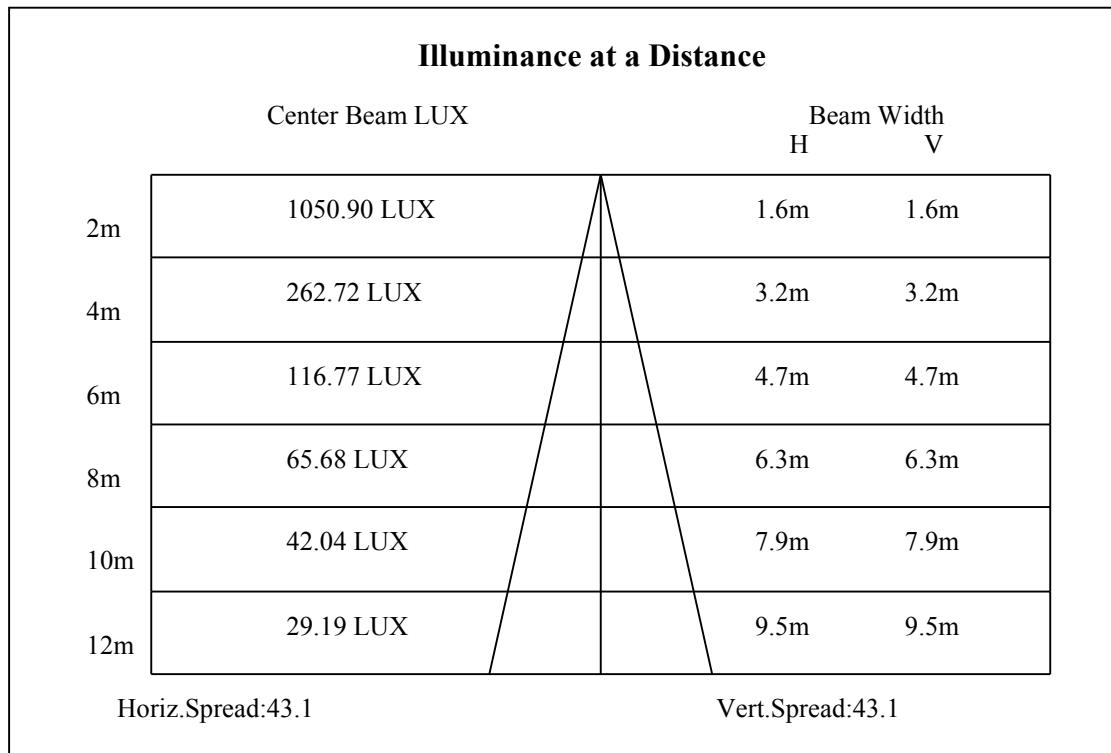 Illuminance at a Distance
Center Beam LUX Beam Width
H V
2m 1050.90 LUX 1.6m 1.6m
4m 262.72 LUX 3.2m 3.2m
6m 116.77 LUX 4.7m 4.7m
8m 65.68 LUX 6.3m 6.3m
10m 42.04 LUX 7.9m 7.9m
12m 29.19 LUX 9.5m 9.5m
Horiz.Spread:43.1 Vert.Spread:43.1